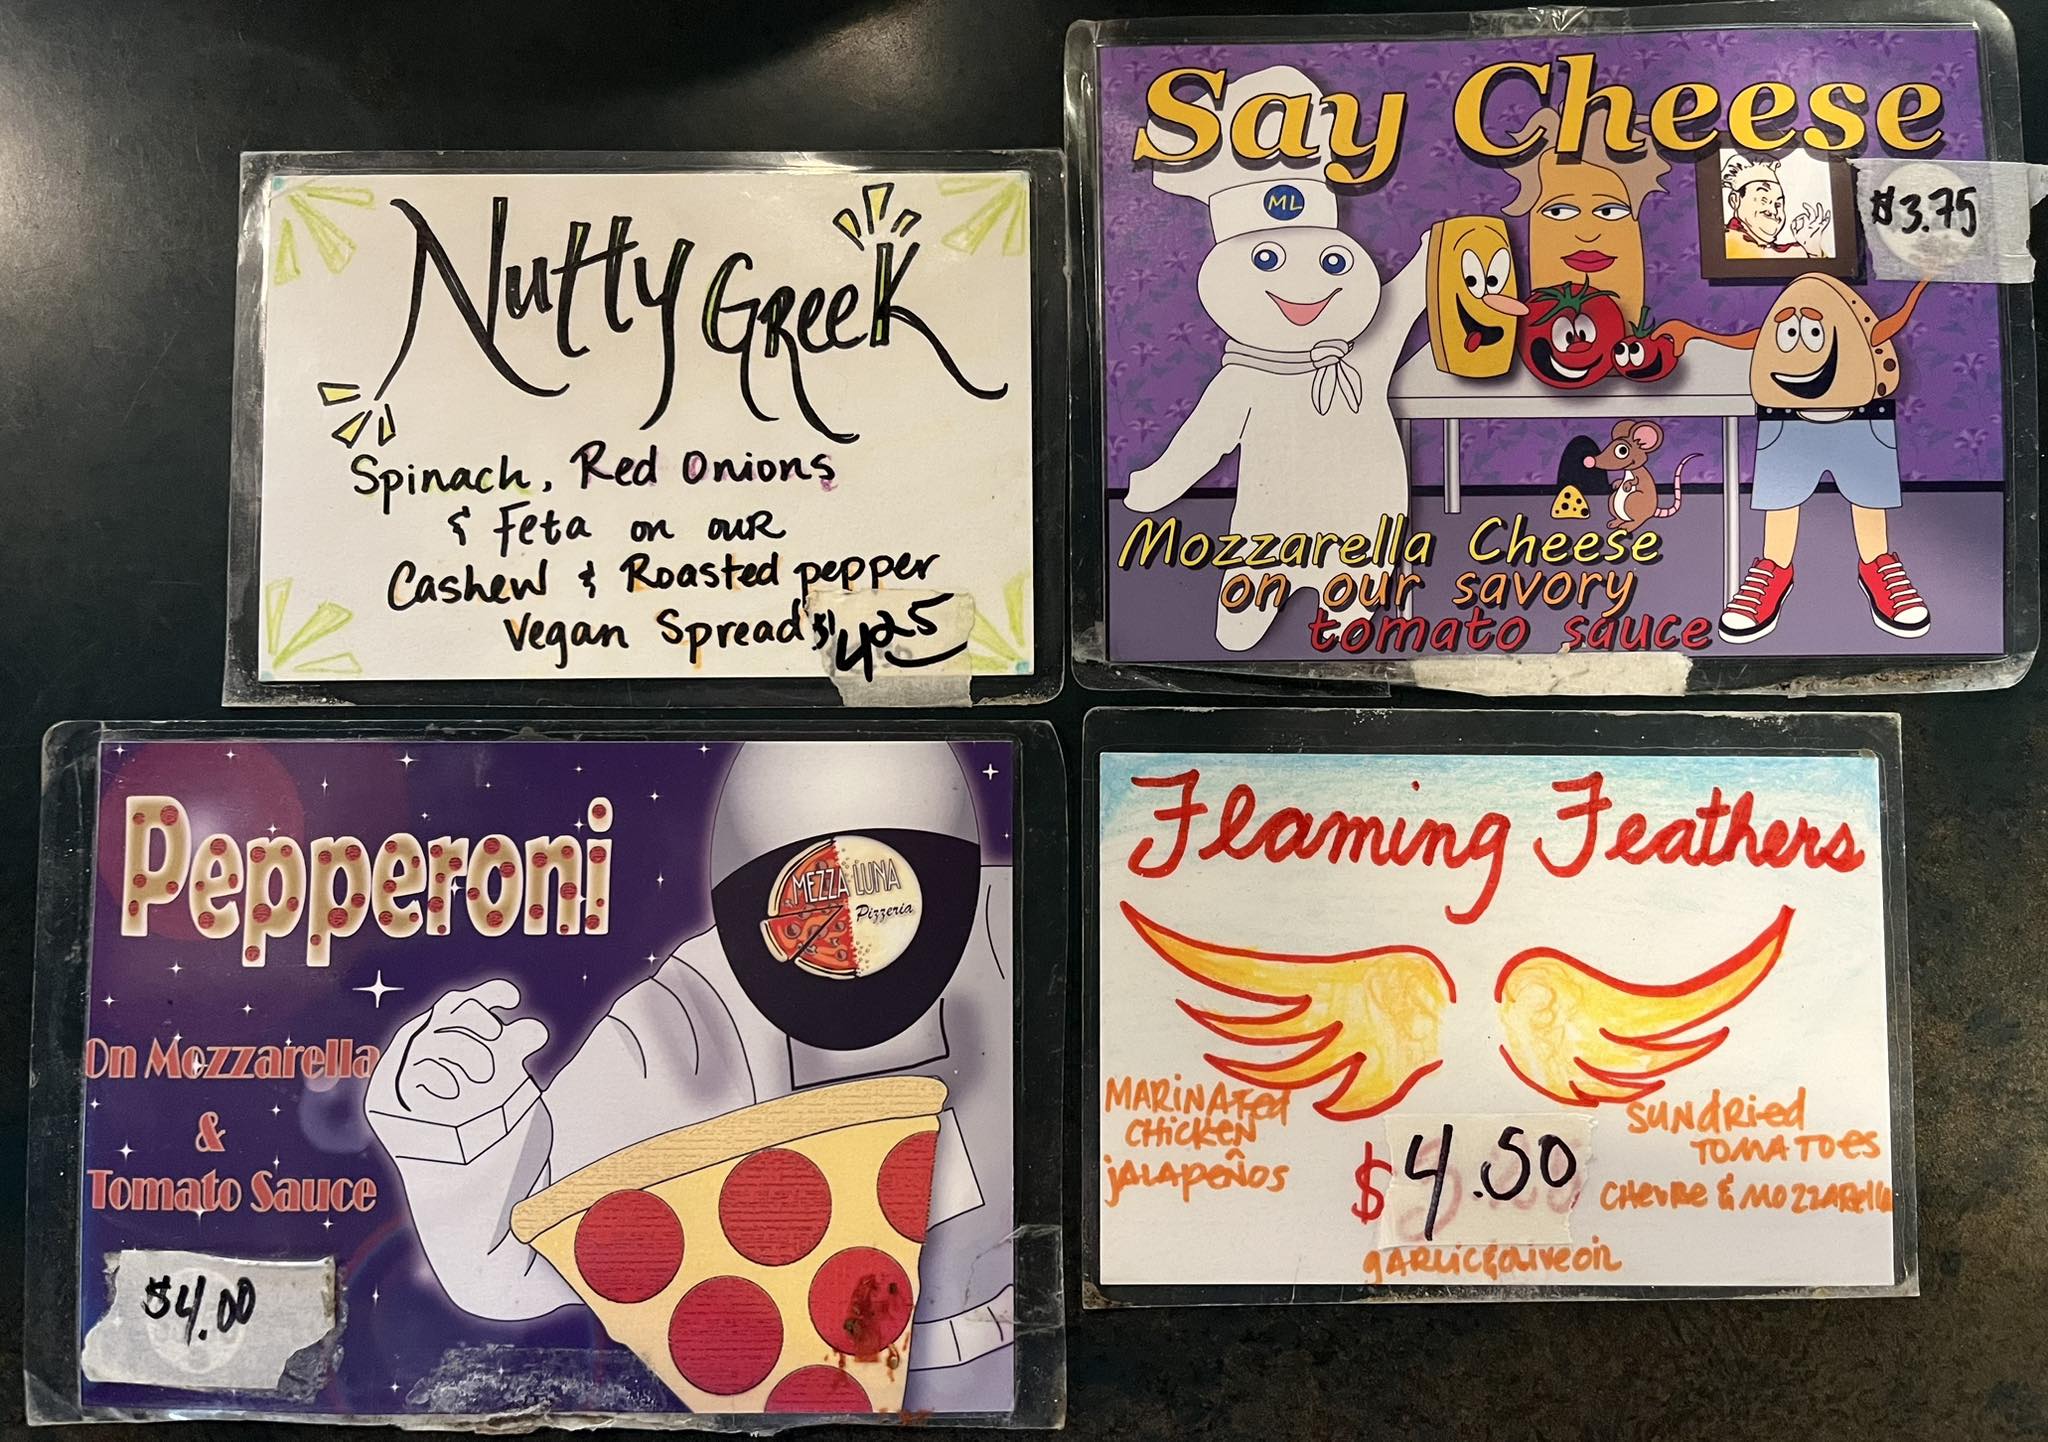 Nutty Greek
Spinach, Red Onions
& Feta on our
Cashew & Roasted pepper
Vegan Spread $4.25
Say Cheese
ML
$3.75
Mozzarella Cheese
on our savory
tomato sauce
Pepperoni
MEZZA LUNA
Pizzeria
On Mozzarella
&
Tomato Sauce
$4.00
Flaming Feathers
MARINATED
CHICKEN
JALAPEÑOS
$4.50
SUNDRIED
TOMATOES
CHEVRE & MOZZARELLA
GARLIC & OLIVE OIL